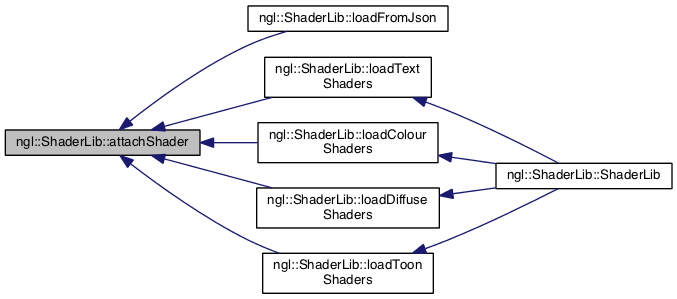 ngl::ShaderLib::loadFromJson
ngl::ShaderLib::loadText
Shaders
ngl::ShaderLib::attachShader
ngl::ShaderLib::loadColour
Shaders
ngl::ShaderLib::ShaderLib
ngl::ShaderLib::loadDiffuse
Shaders
ngl::ShaderLib::loadToon
Shaders